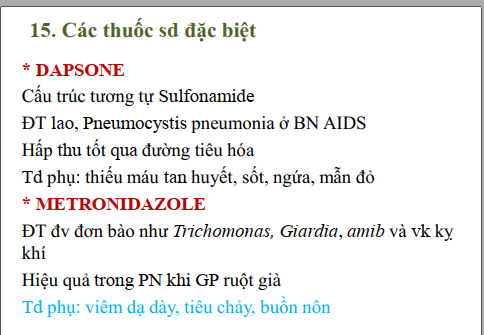 15. Các thuốc sd đặc biệt
* DAPSONE
Cấu trúc tương tự Sulfonamide
ĐT lao, Pneumocystis pneumonia ở BN AIDS
Hấp thu tốt qua đường tiêu hóa
Td phụ: thiếu máu tan huyết, sốt, ngứa, mẫn đỏ
* METRONIDAZOLE
ĐT đv đơn bào như Trichomonas, Giardia, amib và vk kỵ
khí
Hiệu quả trong PN khi GP ruột già
Td phụ: viêm dạ dày, tiêu chảy, buồn nôn